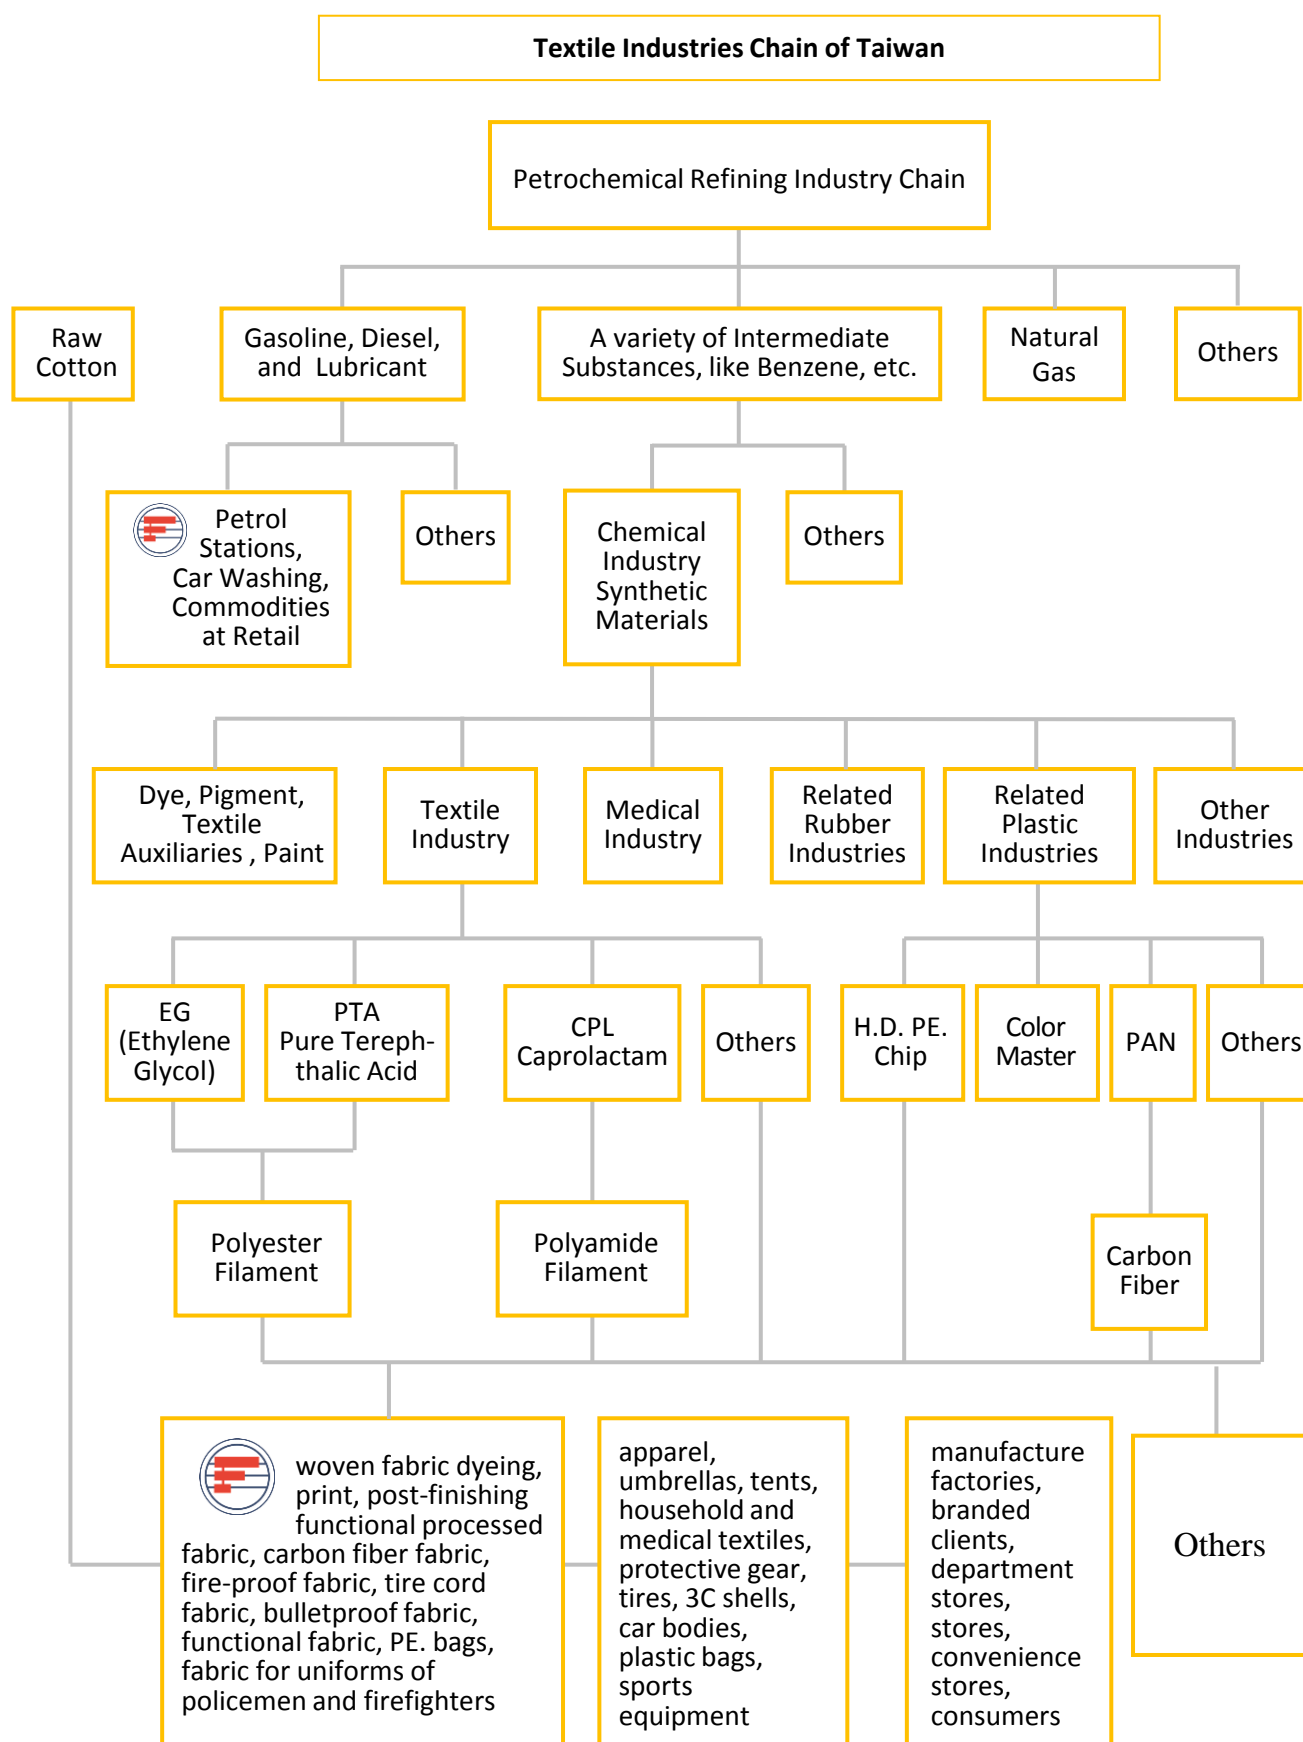 Textile Industries Chain of Taiwan
Petrochemical Refining Industry Chain
Raw
Cotton
Gasoline, Diesel,
and Lubricant
A variety of Intermediate
Substances, like Benzene, etc.
Natural
Gas
Others
Petrol
Stations,
Car Washing,
Commodities
at Retail
Others
Chemical
Industry
Synthetic
Materials
Others
Dye, Pigment,
Textile
Auxiliaries , Paint
Textile
Industry
Medical
Industry
Related
Rubber
Industries
Related
Plastic
Industries
Other
Industries
EG
(Ethylene
Glycol)
PTA
Pure Tereph-
thalic Acid
CPL
Caprolactam
Others
H.D. PE.
Chip
Color
Master
PAN
Others
Polyester
Filament
Polyamide
Filament
Carbon
Fiber
woven fabric dyeing,
print, post-finishing
functional processed
fabric, carbon fiber fabric,
fire-proof fabric, tire cord
fabric, bulletproof fabric,
functional fabric, PE. bags,
fabric for uniforms of
policemen and firefighters
apparel,
umbrellas, tents,
household and
medical textiles,
protective gear,
tires, 3C shells,
car bodies,
plastic bags,
sports
equipment
manufacture
factories,
branded
clients,
department
stores,
stores,
convenience
stores,
consumers
Others